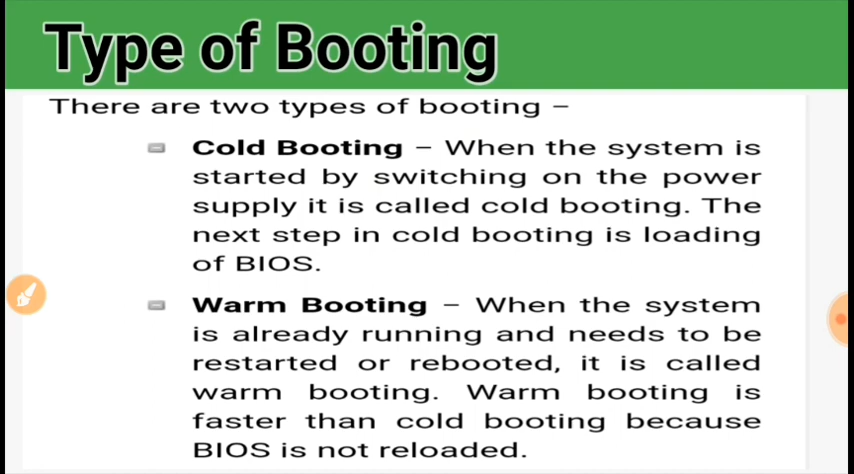 Type of Booting
There are two types of booting –
Cold Booting – When the system is
started by switching on the power
supply it is called cold booting. The
next step in cold booting is loading
of BIOS.
Warm Booting – When the system
is already running and needs to be
restarted or rebooted, it is called
warm booting. Warm booting is
faster than cold booting because
BIOS is not reloaded.